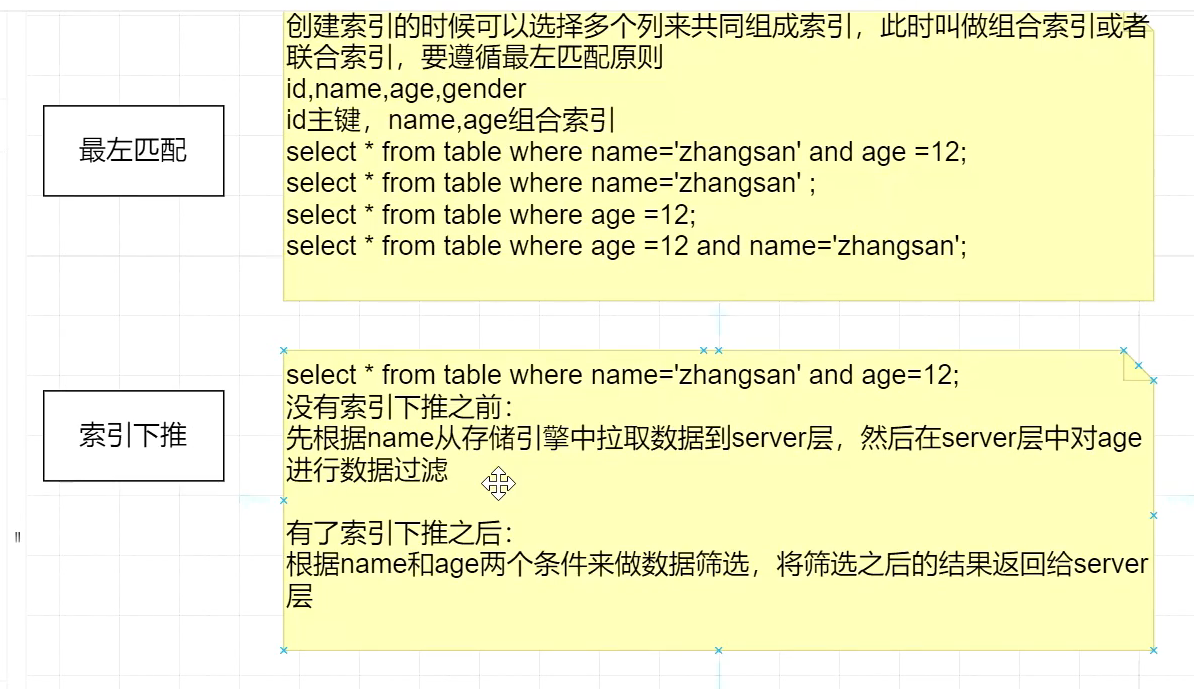 创建索引的时候可以选择多个列来共同组成索引，此时叫做组合索引或者
联合索引，要遵循最左匹配原则
id,name,age,gender
id主键，name,age组合索引
最左匹配
select * from table where name='zhangsan' and age =12;
select * from table where name='zhangsan' ;
select * from table where age =12;
select * from table where age =12 and name='zhangsan';
select * from table where name='zhangsan' and age=12;
没有索引下推之前：
索引下推
先根据name从存储引擎中拉取数据到server层，然后在server层中对age
进行数据过滤
有了索引下推之后：
根据name和age两个条件来做数据筛选，将筛选之后的结果返回给server
层